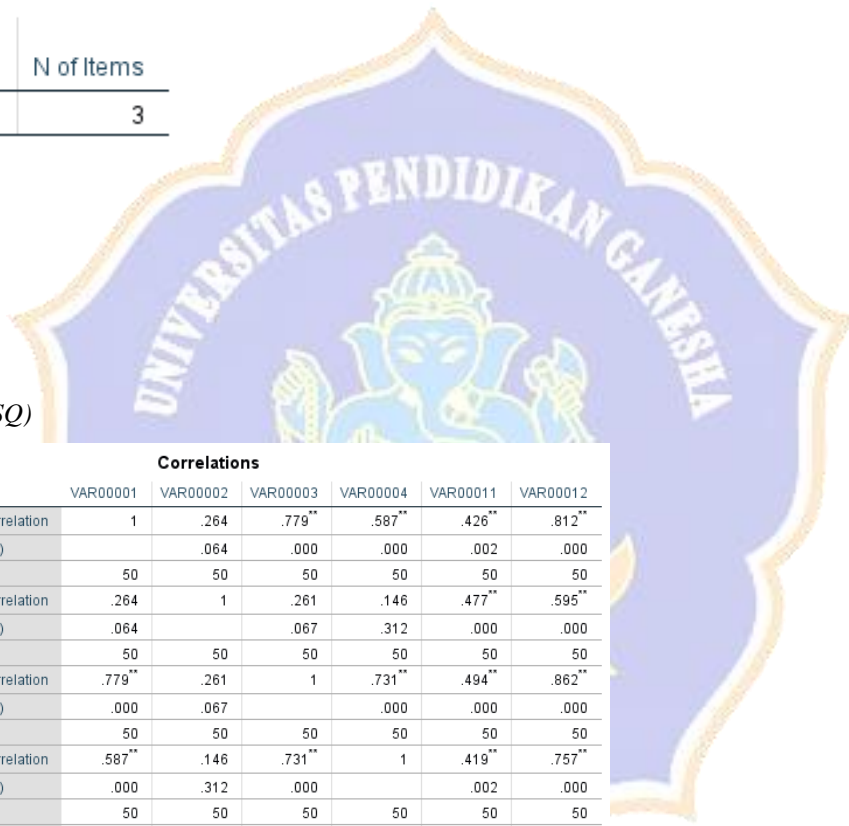 N of Items
3
UNIVERSITAS PENDIDIKAN GANESHA
SQ)
Correlations
VAR00001 VAR00002 VAR00003 VAR00004 VAR00011 VAR00012
relation 1 .264 .779** .587** .426** .812**
) .064 .000 .000 .002 .000
50 50 50 50 50 50
relation .264 1 .261 .146 .477** .595**
) .064 .067 .312 .000 .000
50 50 50 50 50 50
relation .779** .261 1 .731** .494** .862**
) .000 .067 .000 .000 .000
50 50 50 50 50 50
relation .587** .146 .731** 1 .419** .757**
) .000 .312 .000 .002 .000
50 50 50 50 50 50